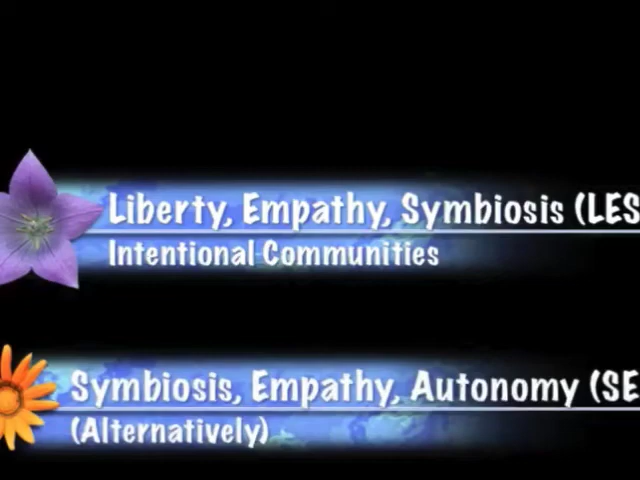 Liberty, Empathy, Symbiosis (LES
Intentional Communities
Symbiosis, Empathy, Autonomy (SE
(Alternatively)